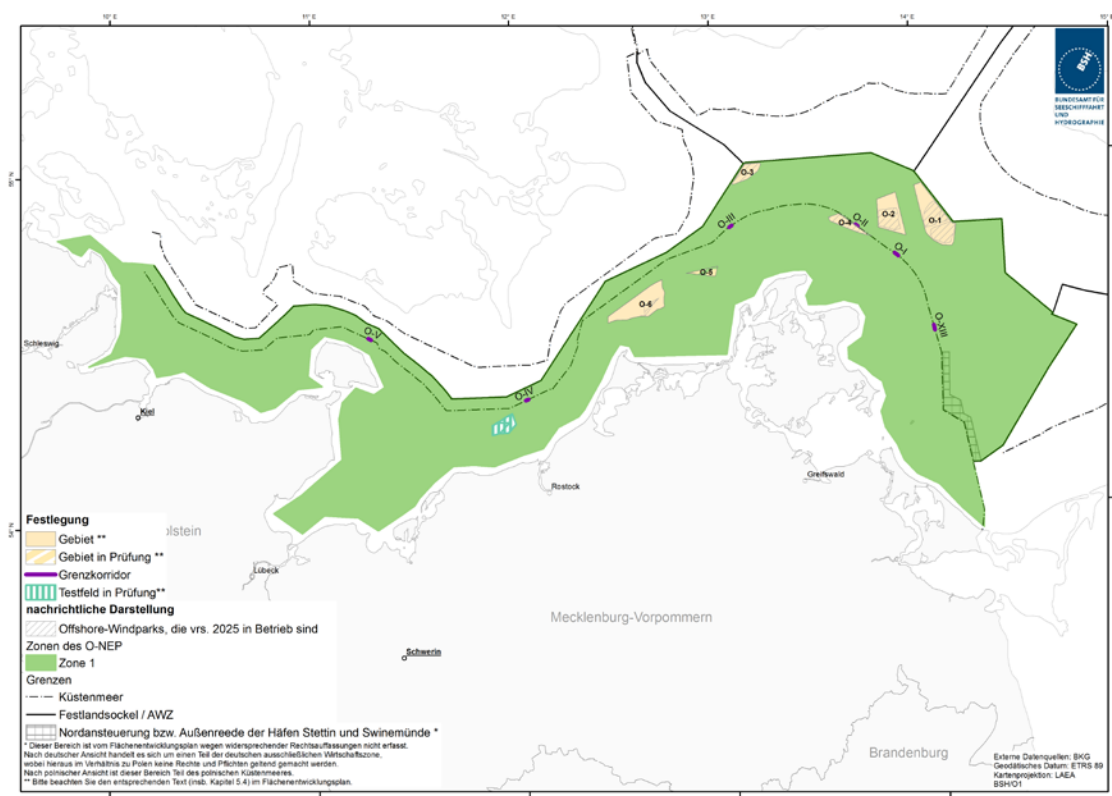 10° E
11° E
12° E
13° E
14° E
15° E
BSH
BUNDESAMT FÜR
SEESCHIFFFAHRT
UND
HYDROGRAPHIE
55° N
O-3
O-III
O-4
O-II
O-2
O-1
O-I
O-5
O-6
O-XIII
O-V
O-IV
Schleswig
Kiel
Rostock
Greifswald
54° N
olstein
Lübeck
Schwerin
Mecklenburg-Vorpommern
Brandenburg
Festlegung
Gebiet **
Gebiet in Prüfung **
Grenzkorridor
Testfeld in Prüfung**
nachrichtliche Darstellung
Offshore-Windparks, die vrs. 2025 in Betrieb sind
Zonen des O-NEP
Zone 1
Grenzen
Küstenmeer
Festlandsockel / AWZ
Nordansteuerung bzw. Außenreede der Häfen Stettin und Swinemünde *
* Dieser Bereich ist vom Flächenentwicklungsplan wegen widersprechender Rechtsauffassungen nicht erfasst.
Nach deutscher Ansicht handelt es sich um einen Teil der deutschen ausschließlichen Wirtschaftszone,
wobei hieraus im Verhältnis zu Polen keine Rechte und Pflichten geltend gemacht werden.
Nach polnischer Ansicht ist dieser Bereich Teil des polnischen Küstenmeeres.
** Bitte beachten Sie den entsprechenden Text (insb. Kapitel 5.4) im Flächenentwicklungsplan.
Externe Datenquellen: BKG
Geodätisches Datum: ETRS 89
Kartenprojektion: LAEA
BSH/O1